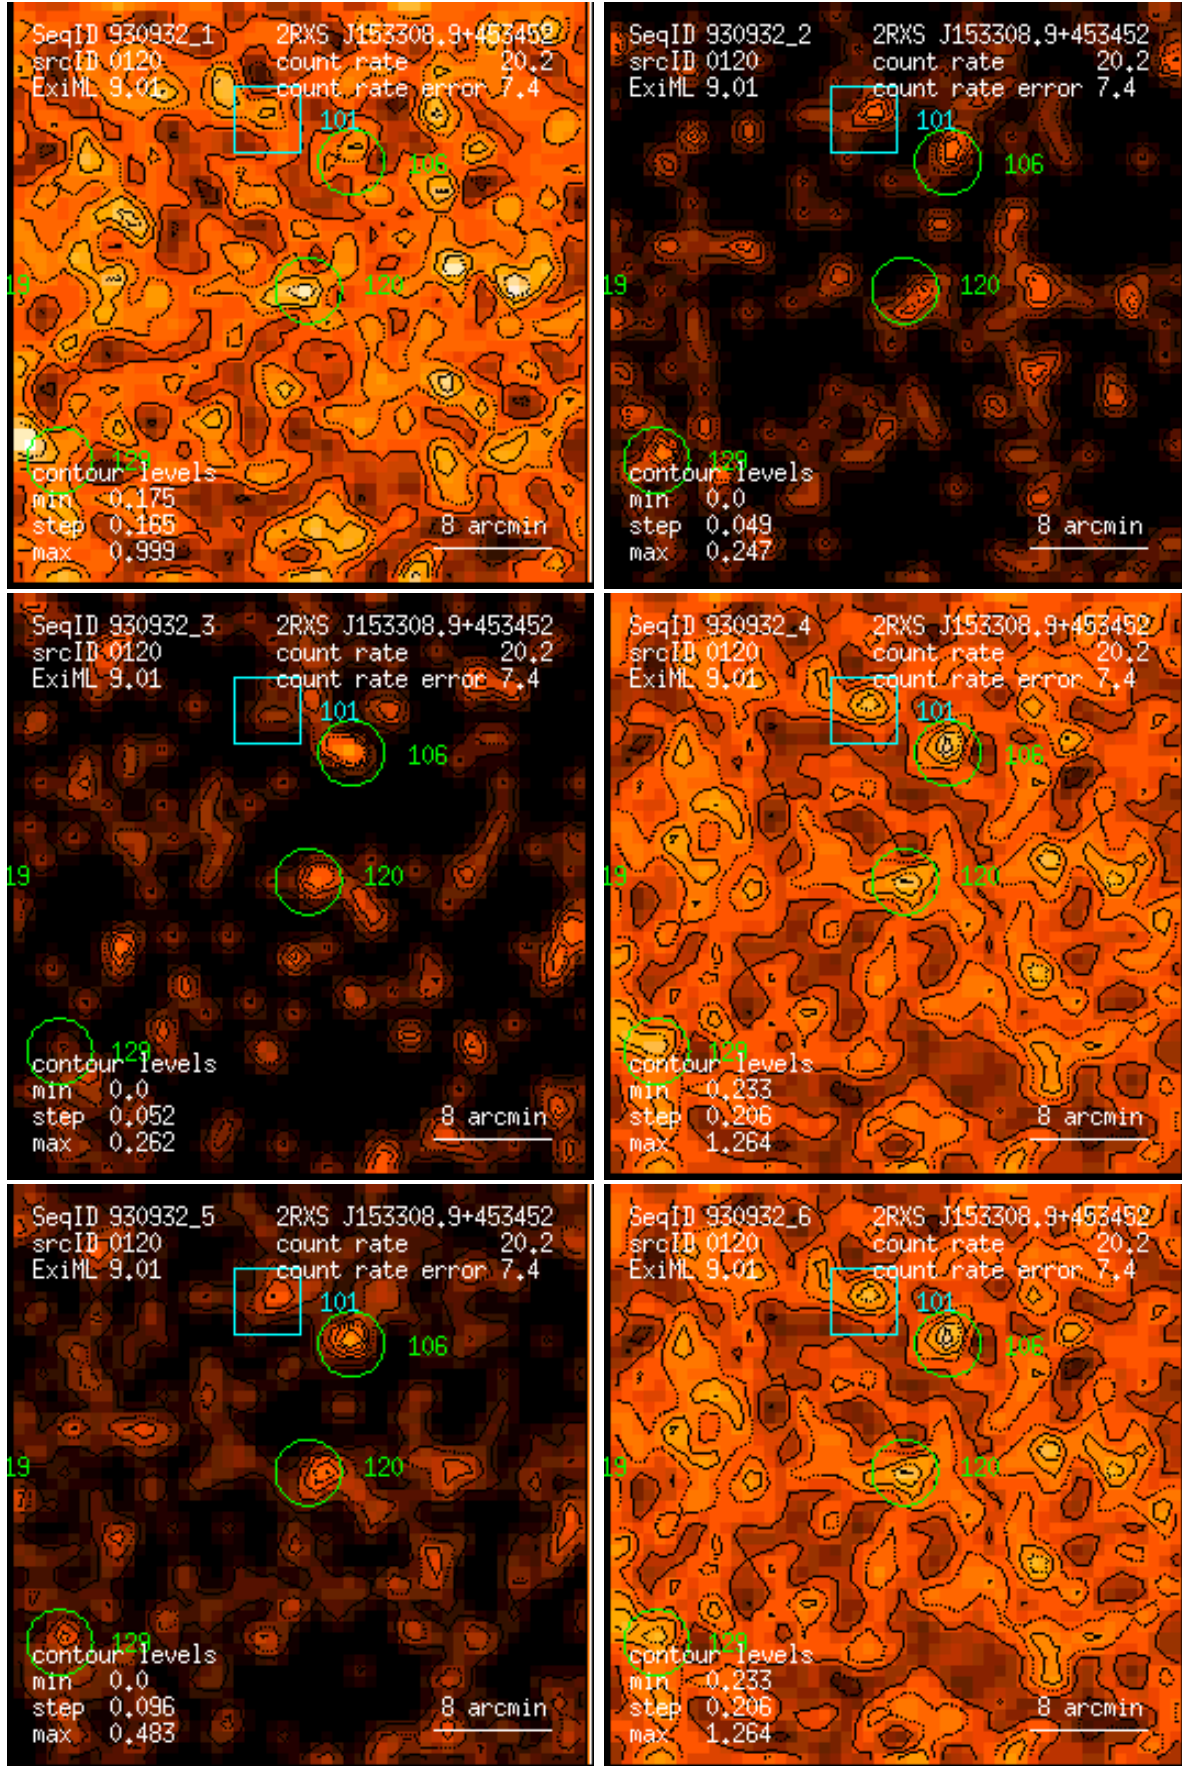 SeqID 930932_1 2RXS J153308.9+453452
srcID 0120 count rate 20.2
ExiML 9.01 count rate error 7.4
101
106
19 120
129
contour levels
min 0.175
step 0.165 8 arcmin
max 0.999
SeqID 930932_2 2RXS J153308.9+453452
srcID 0120 count rate 20.2
ExiML 9.01 count rate error 7.4
101
106
19 120
129
contour levels
min 0.0
step 0.049 8 arcmin
max 0.247
SeqID 930932_3 2RXS J153308.9+453452
srcID 0120 count rate 20.2
ExiML 9.01 count rate error 7.4
101
106
19 120
129
contour levels
min 0.0
step 0.052 8 arcmin
max 0.262
SeqID 930932_4 2RXS J153308.9+453452
srcID 0120 count rate 20.2
ExiML 9.01 count rate error 7.4
101
106
19 120
129
contour levels
min 0.233
step 0.206 8 arcmin
max 1.264
SeqID 930932_5 2RXS J153308.9+453452
srcID 0120 count rate 20.2
ExiML 9.01 count rate error 7.4
101
106
19 120
129
contour levels
min 0.0
step 0.096 8 arcmin
max 0.483
SeqID 930932_6 2RXS J153308.9+453452
srcID 0120 count rate 20.2
ExiML 9.01 count rate error 7.4
101
106
19 120
129
contour levels
min 0.233
step 0.206 8 arcmin
max 1.264